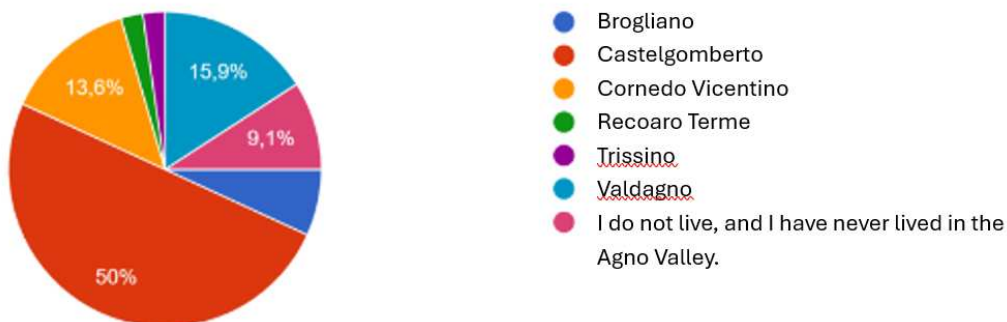 15,9%
13,6%
9,1%
50%
Brogliano
Castelgomberto
Cornedo Vicentino
Recoaro Terme
Trissino
Valdagno
I do not live, and I have never lived in the
Agno Valley.